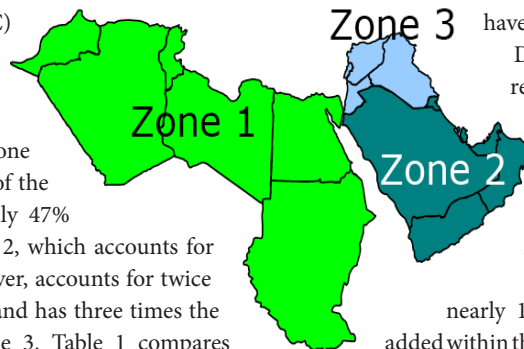 C)
one
of the
ly 47%
2, which accounts for
ver, accounts for twice
and has three times the
e 3. Table 1 compares
Zone 1
Zone 3
Zone 2
have
D
re
nearly 1
added within th